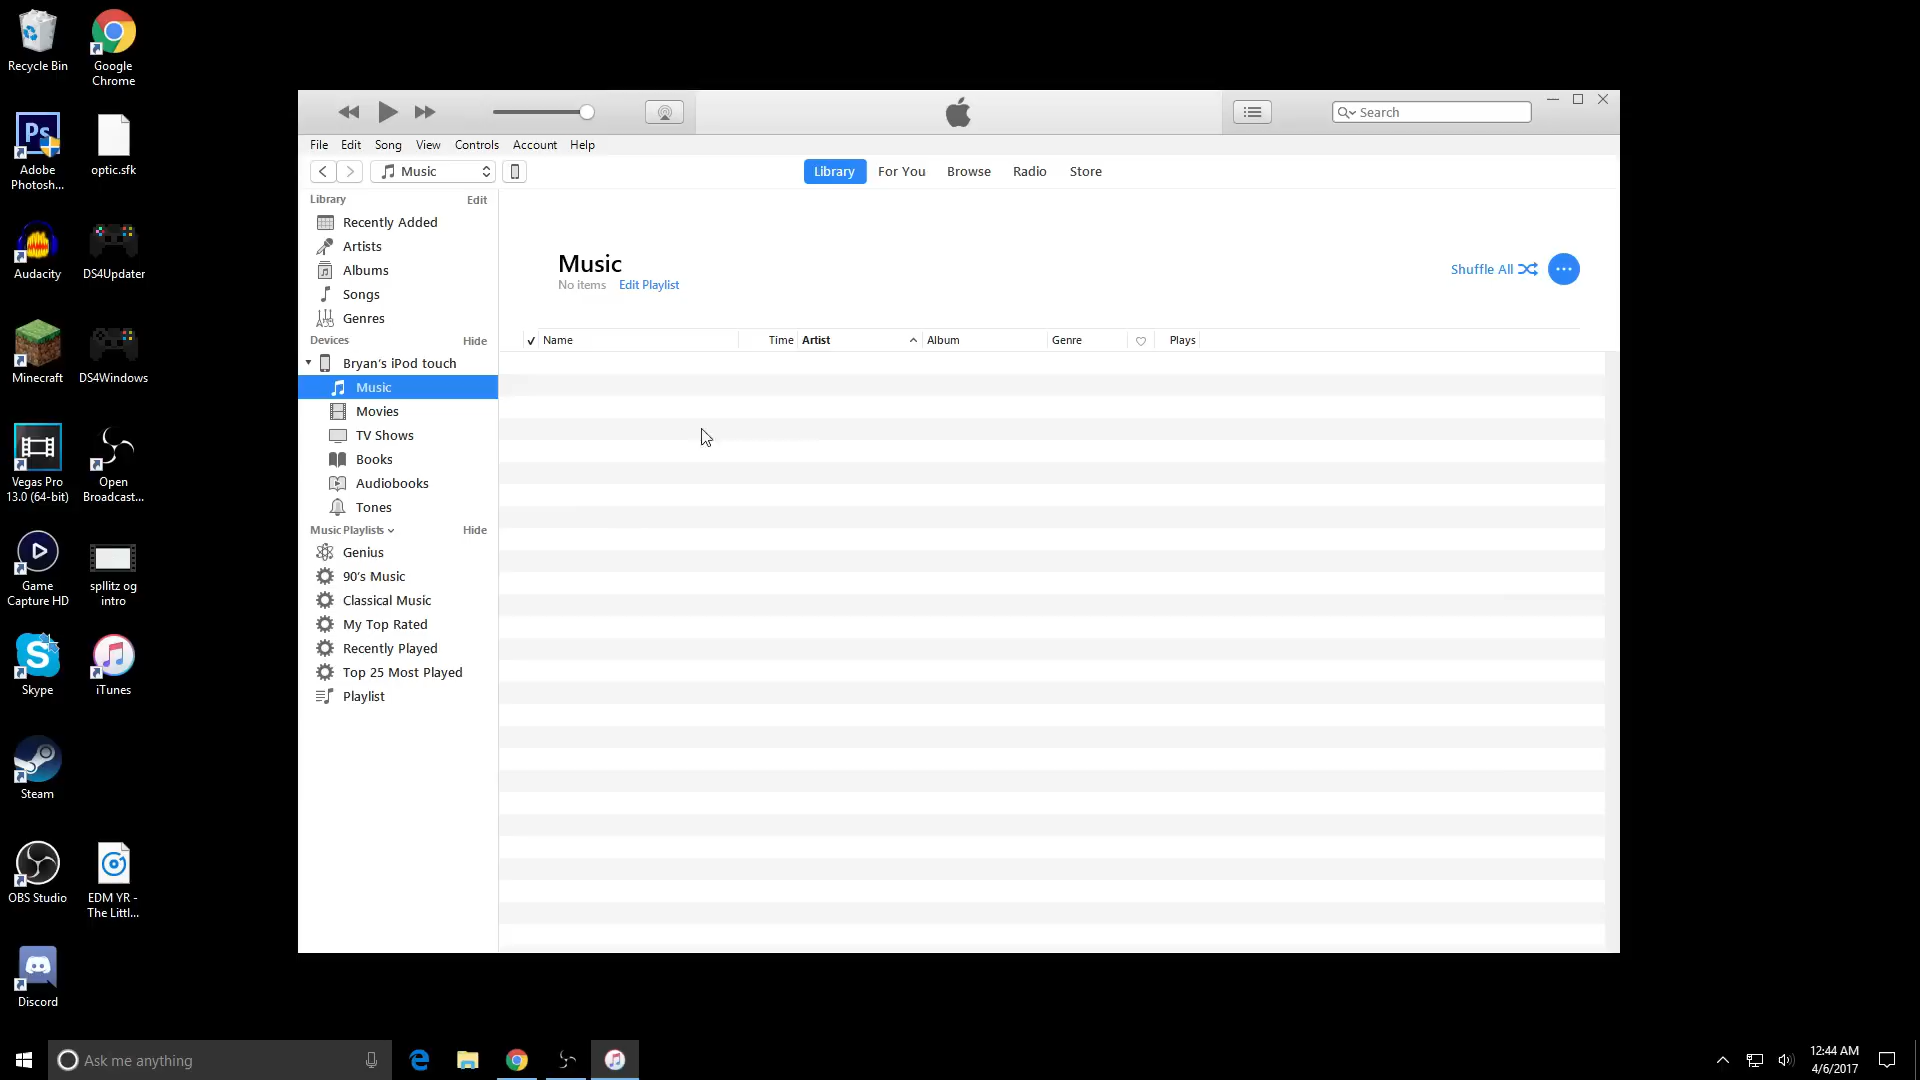 Recycle Bin
Google
Chrome
Ps
Adobe
Photosh...
optic.sfk
Audacity
DS4Updater
Minecraft
DS4Windows
Vegas Pro
13.0 (64-bit)
Open
Broadcast...
Game
Capture HD
spllitz og
intro
Skype
iTunes
Steam
OBS Studio
EDM YR -
The Littl...
Discord
Search
File Edit Song View Controls Account Help
Music
Library For You Browse Radio Store
Library Edit
Recently Added
Artists
Albums
Songs
Genres
Devices Hide
Bryan's iPod touch
Music
Movies
TV Shows
Books
Audiobooks
Tones
Music Playlists Hide
Genius
90's Music
Classical Music
My Top Rated
Recently Played
Top 25 Most Played
Playlist
Music
No items Edit Playlist
Shuffle All
Name Time Artist Album Genre Plays
Ask me anything
12:44 AM
4/6/2017